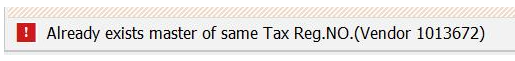 ! Already exists master of same Tax Reg.NO.(Vendor 1013672)